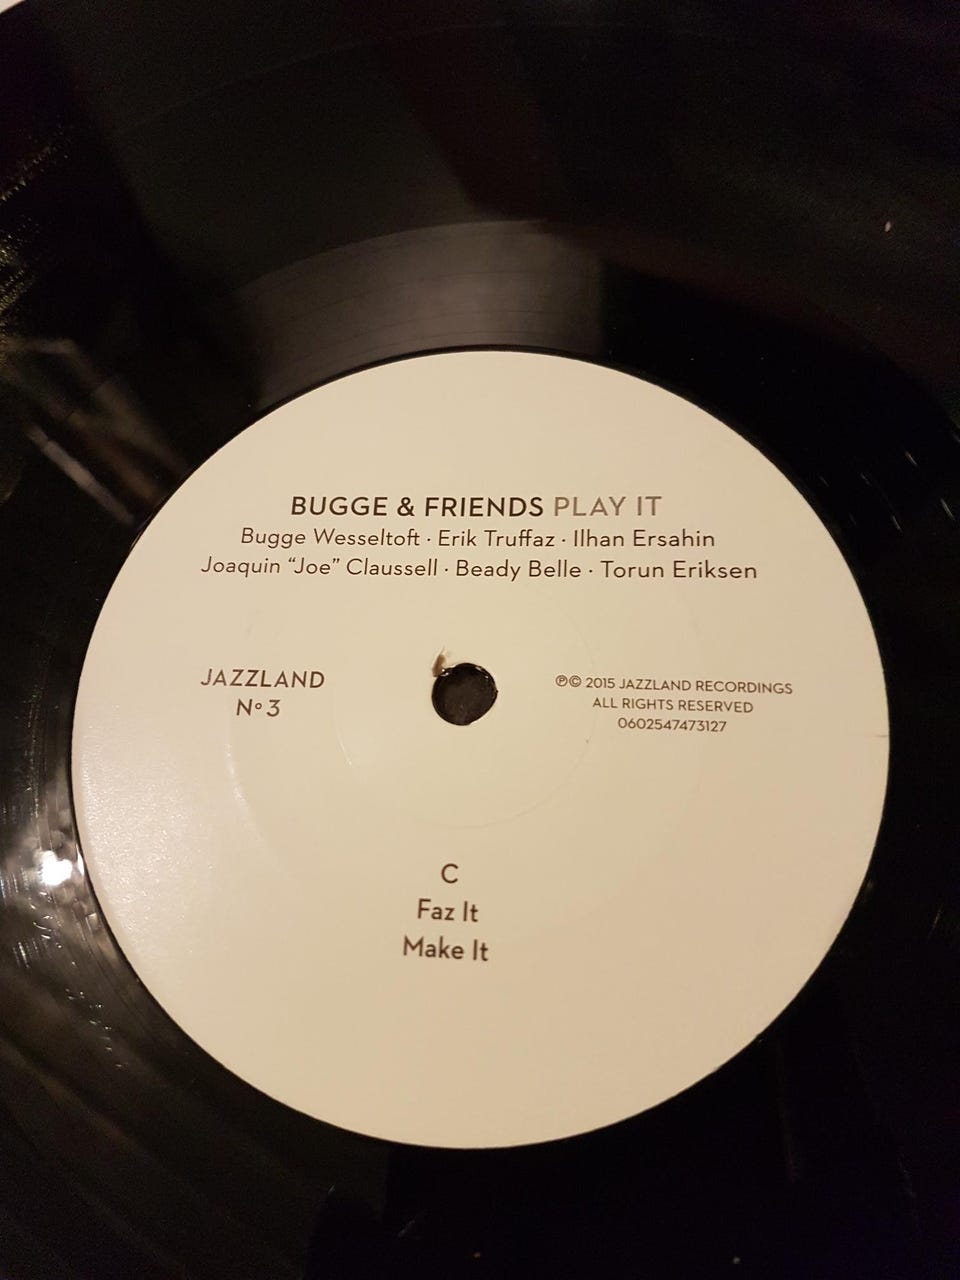 BUGGE & FRIENDS PLAY IT
Bugge Wesseltoft · Erik Truffaz · Ilhan Ersahin
Joaquin “Joe” Claussell · Beady Belle · Torun Eriksen
JAZZLAND
Nº 3
℗© 2015 JAZZLAND RECORDINGS
ALL RIGHTS RESERVED
0602547473127
C
Faz It
Make It